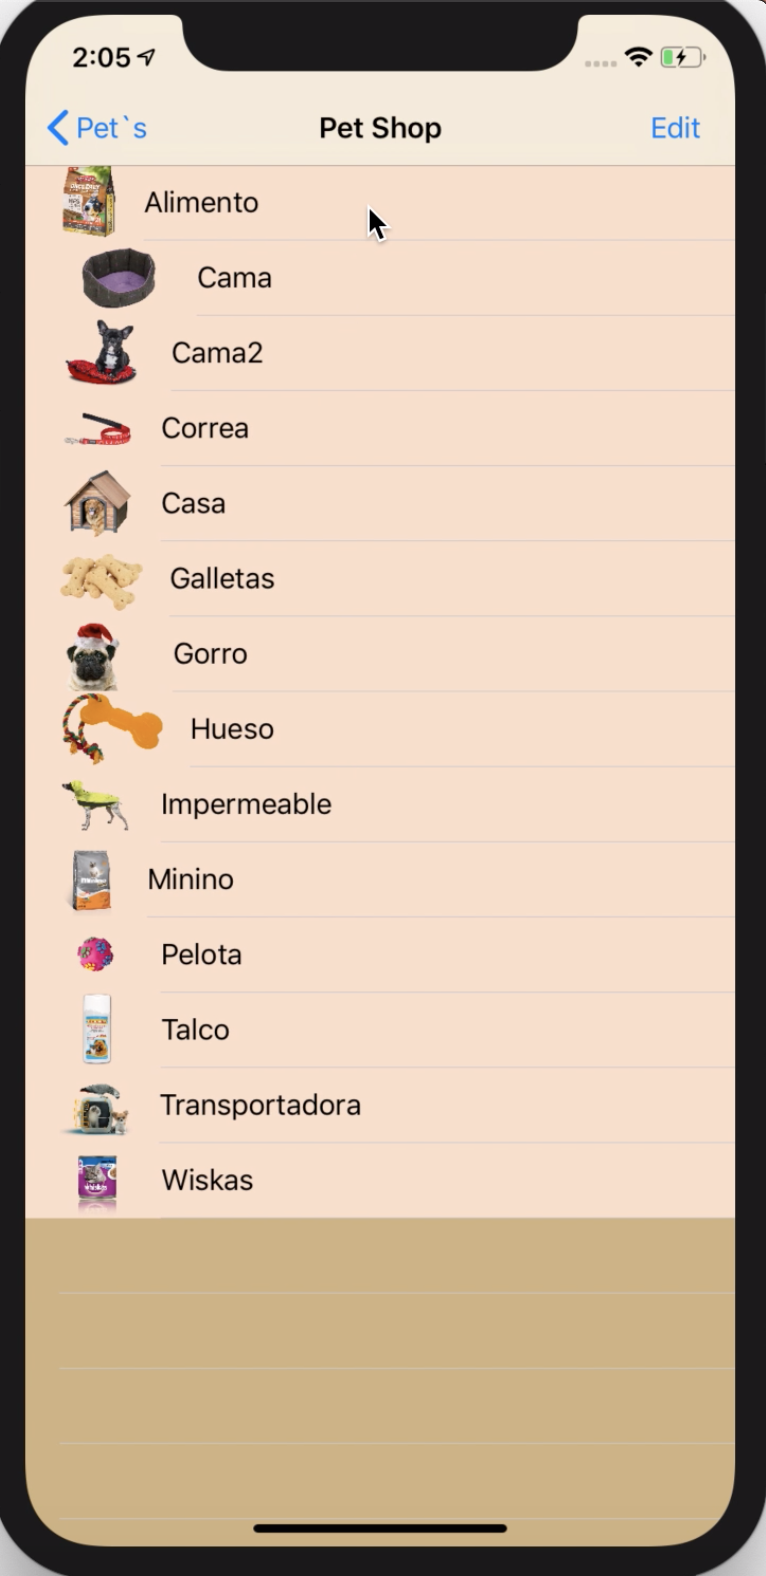 2:05
Pet`s
Pet Shop
Edit
Alimento
Cama
Cama2
Correa
Casa
Galletas
Gorro
Hueso
Impermeable
Minino
Pelota
Talco
Transportadora
Wiskas